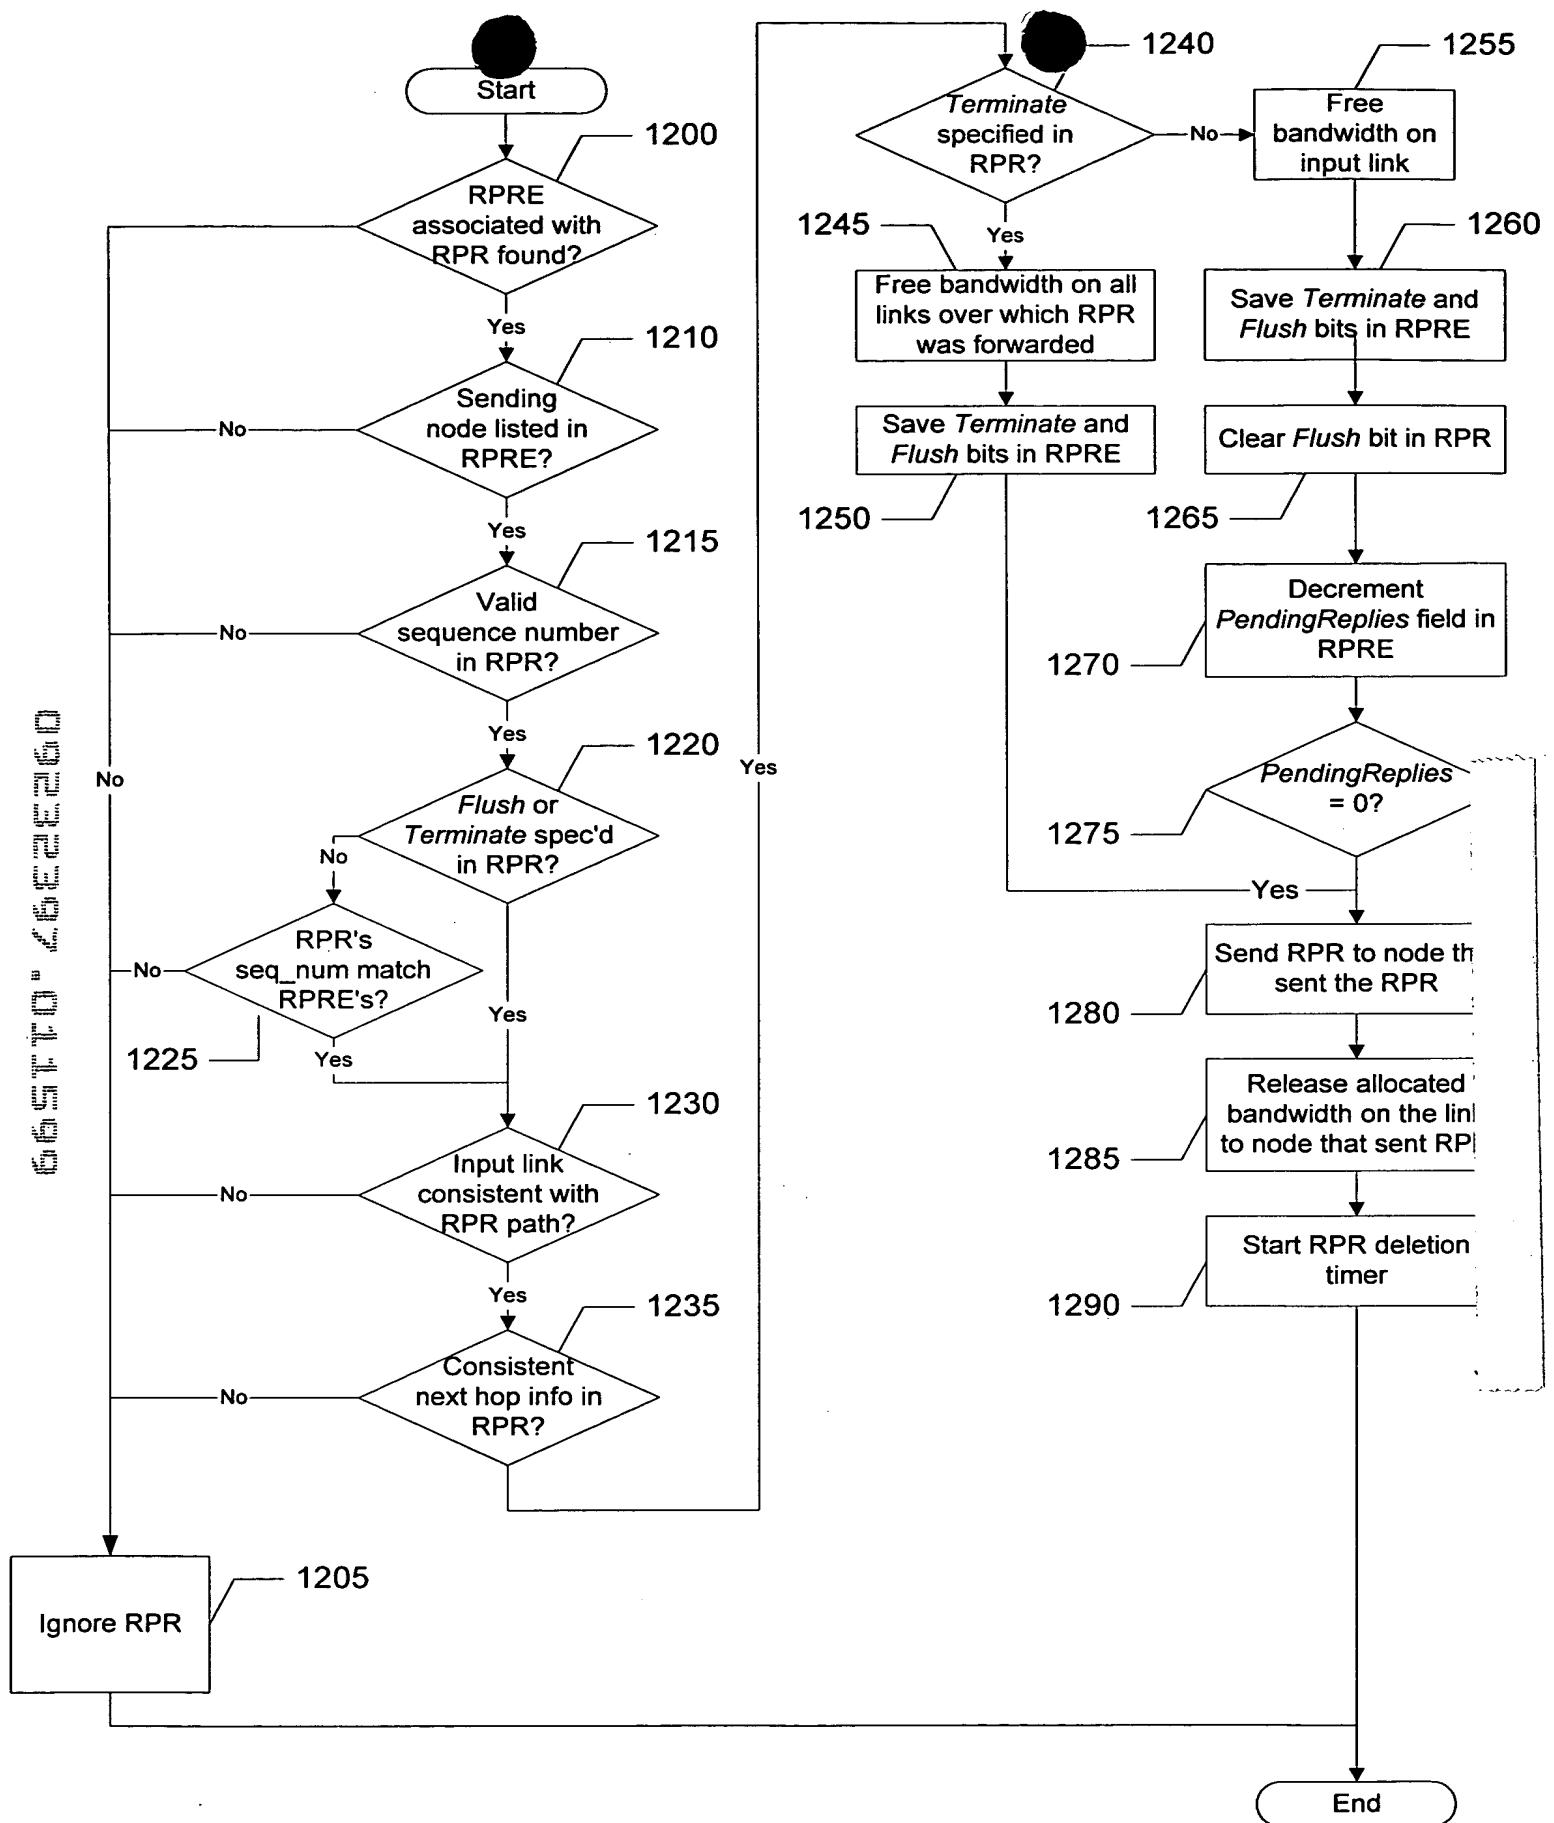 Start
1200
RPRE
associated with
RPR found?
Yes
1210
Sending
node listed in
RPRE?
No
Yes
1215
Valid
sequence number
in RPR?
No
Yes
1220
Flush or
Terminate spec'd
in RPR?
No
No
RPR's
seq_num match
RPRE's?
No
1225
Yes
Yes
1230
Input link
consistent with
RPR path?
No
Yes
1235
Consistent
next hop info in
RPR?
No
Yes
1205
Ignore RPR
1240
Terminate
specified in
RPR?
No
Yes
1245
Free bandwidth on all
links over which RPR
was forwarded
Save Terminate and
Flush bits in RPRE
1250
1255
Free
bandwidth on
input link
1260
Save Terminate and
Flush bits in RPRE
Clear Flush bit in RPR
1265
Decrement
PendingReplies field in
RPRE
1270
PendingReplies
= 0?
1275
Yes
Send RPR to node
sent the RPR
1280
Release allocated
bandwidth on the
to node that sent
1285
Start RPR deletion
timer
1290
End